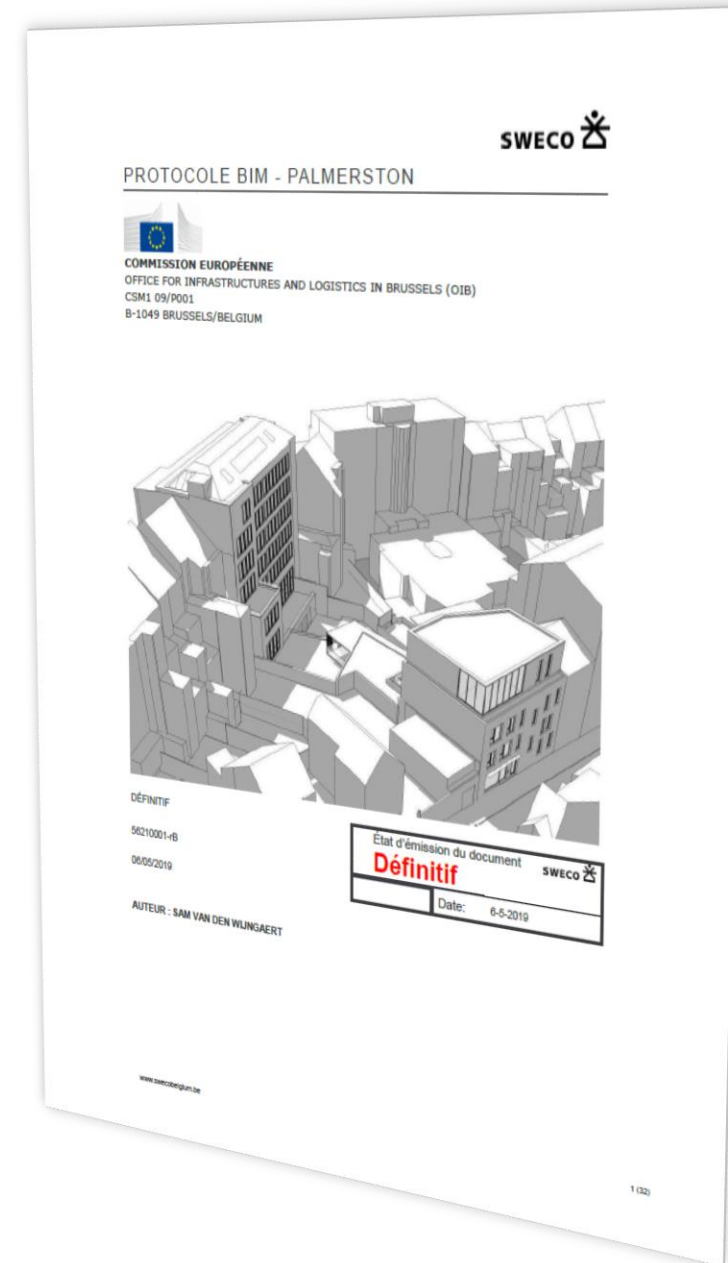 SWECO
PROTOCOLE BIM - PALMERSTON
COMMISSION EUROPÉENNE
OFFICE FOR INFRASTRUCTURES AND LOGISTICS IN BRUSSELS (OIB)
CSM1 09/P001
B-1049 BRUSSELS/BELGIUM
DÉFINITIF
56210001-rB
06/05/2019
AUTEUR : SAM VAN DEN WIJNGAERT
État d'émission du document
SWECO
Définitif
Date: 6-5-2019
www.swecobelgium.be
1 (32)